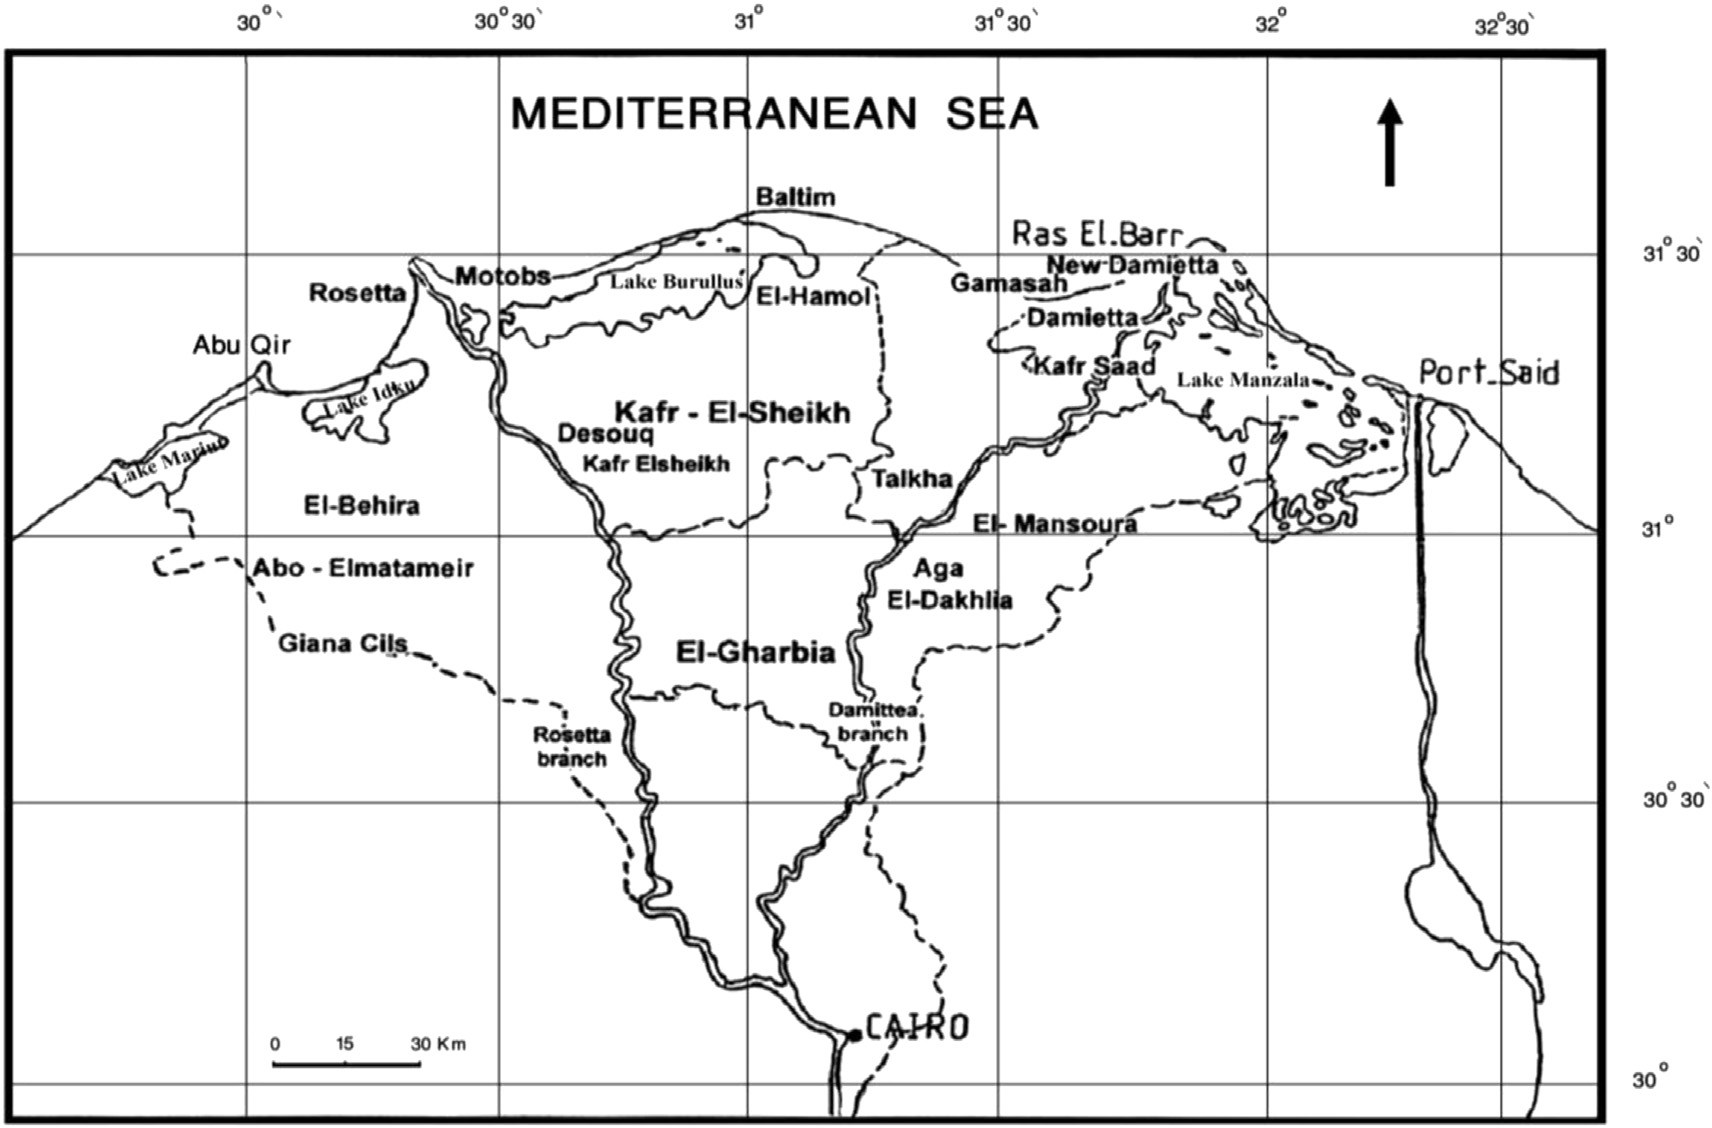 30°`
30° 30`
31°
31° 30`
32°
32° 30`
MEDITERRANEAN SEA
Baltim
Ras El.Barr
31° 30`
New-Damietta
Motobs
Lake Burullus
Gamasah
Rosetta
El-Hamol
Damietta
Abu Qir
Kafr Saad
Lake Manzala
Port_Said
Lake Idku
Kafr - El-Sheikh
Desouq
Kafr Elsheikh
Lake Mariut
Talkha
El-Behira
El- Mansoura
31°
Abo - Elmatameir
Aga
El-Dakhlia
Giana Cils
El-Gharbia
Damittea
branch
Rosetta
branch
30° 30`
CAIRO
0 15 30 Km
30°